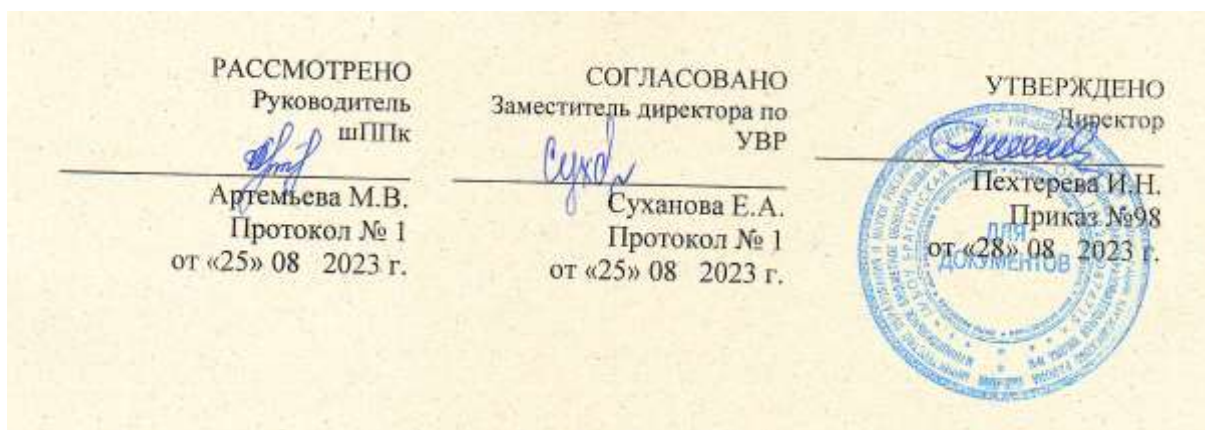 РАССМОТРЕНО
Руководитель
шППк
Артемьева М.В.
Протокол № 1
от «25» 08 2023 г.
СОГЛАСОВАНО
Заместитель директора по
УВР
Сухо
Суханова Е.А.
Протокол № 1
от «25» 08 2023 г.
УТВЕРЖДЕНО
Директор
Пехтерева И.Н.
Приказ №98
от «28» 08 2023 г.
ДЛЯ
ДОКУМЕНТОВ